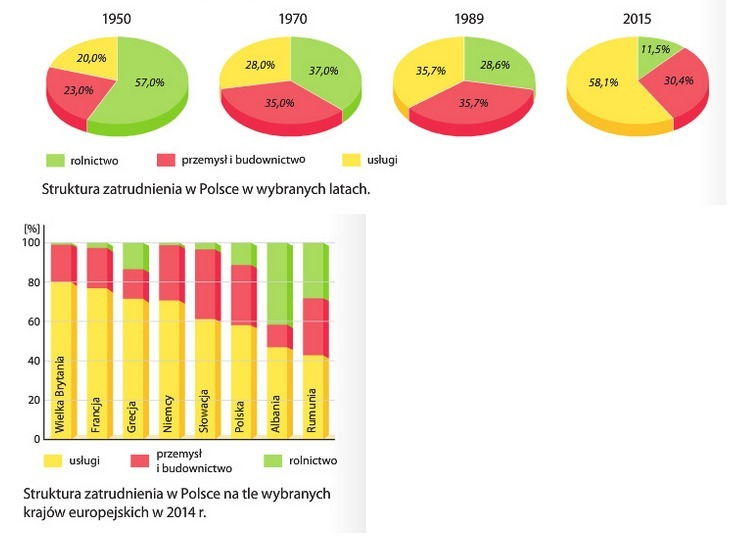 1950 1970 1989 2015
20,0% 57,0% 23,0%
28,0% 37,0% 35,0%
35,7% 28,6% 35,7%
11,5% 58,1% 30,4%
rolnictwo przemysł i budownictwo usługi
Struktura zatrudnienia w Polsce w wybranych latach.
[%]
100
80
60
40
20
0
Wielka Brytania
Francja
Grecja
Niemcy
Słowacja
Polska
Albania
Rumunia
usługi
przemysł
i budownictwo
rolnictwo
Struktura zatrudnienia w Polsce na tle wybranych
krajów europejskich w 2014 r.